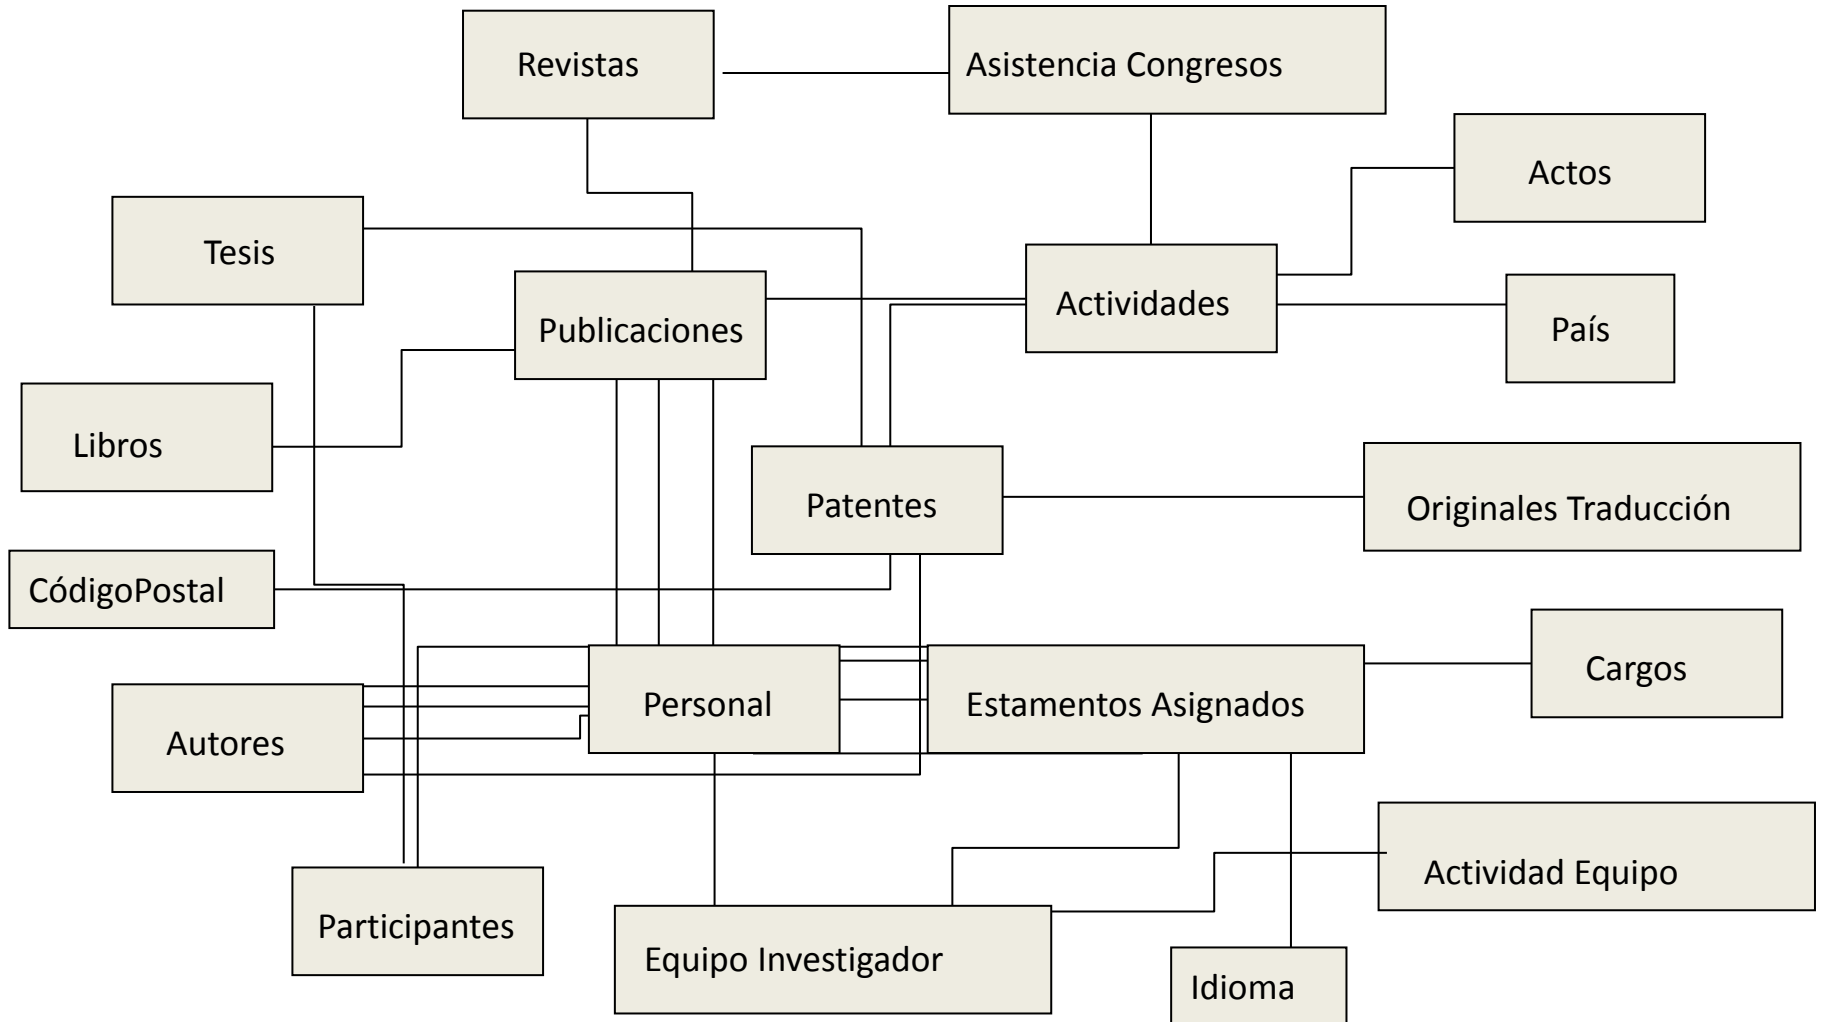 Revistas
Asistencia Congresos
Actos
Tesis
Actividades
Publicaciones
País
Libros
Patentes
Originales Traducción
CódigoPostal
Cargos
Personal
Estamentos Asignados
Autores
Actividad Equipo
Participantes
Equipo Investigador
Idioma